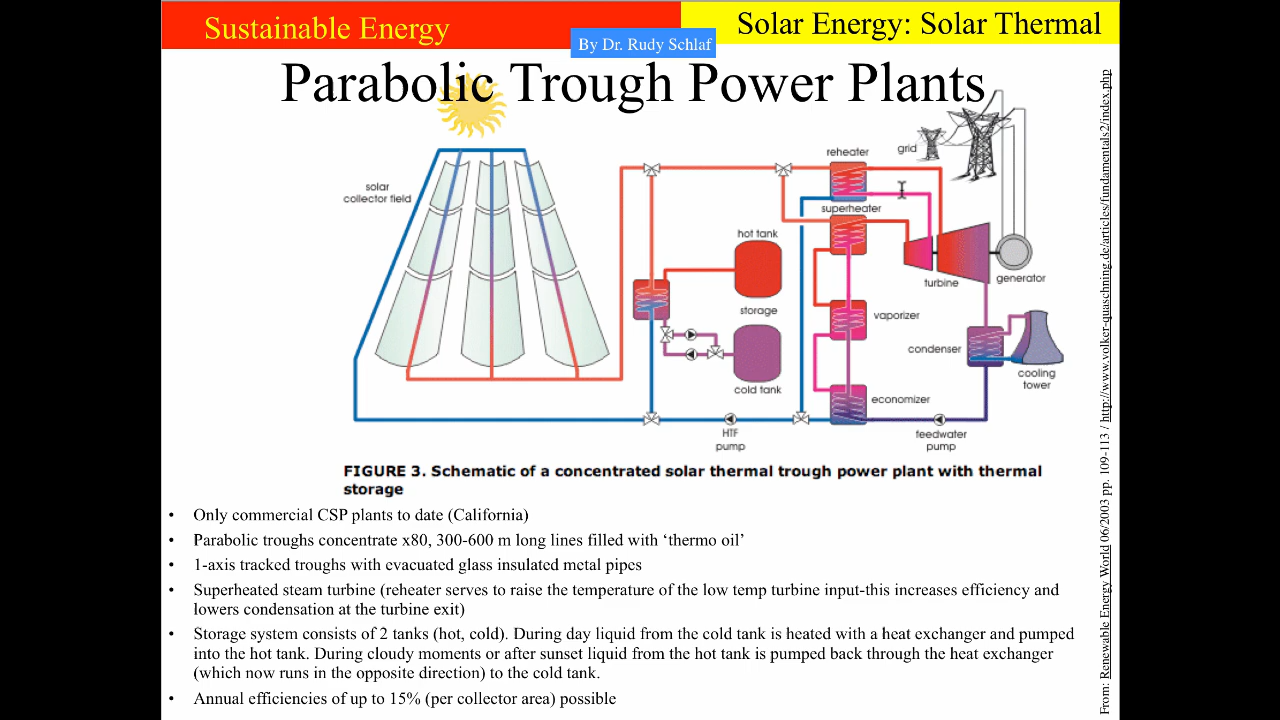 Sustainable Energy
Solar Energy: Solar Thermal
By Dr. Rudy Schlaf
Parabolic Trough Power Plants
grid
reheater
solar
collector field
superheater
hot tank
turbine
generator
storage
vaporizer
condenser
cooling
tower
cold tank
economizer
HTF
pump
feedwater
pump
FIGURE 3. Schematic of a concentrated solar thermal trough power plant with thermal
storage
• Only commercial CSP plants to date (California)
• Parabolic troughs concentrate x80, 300-600 m long lines filled with ‘thermo oil’
• 1-axis tracked troughs with evacuated glass insulated metal pipes
• Superheated steam turbine (reheater serves to raise the temperature of the low temp turbine input-this increases efficiency and
lowers condensation at the turbine exit)
• Storage system consists of 2 tanks (hot, cold). During day liquid from the cold tank is heated with a heat exchanger and pumped
into the hot tank. During cloudy moments or after sunset liquid from the hot tank is pumped back through the heat exchanger
(which now runs in the opposite direction) to the cold tank.
• Annual efficiencies of up to 15% (per collector area) possible
From: Renewable Energy World 06/2003 pp. 109-113 / http://www.volker-quaschning.de/articles/fundamentals2/index.php